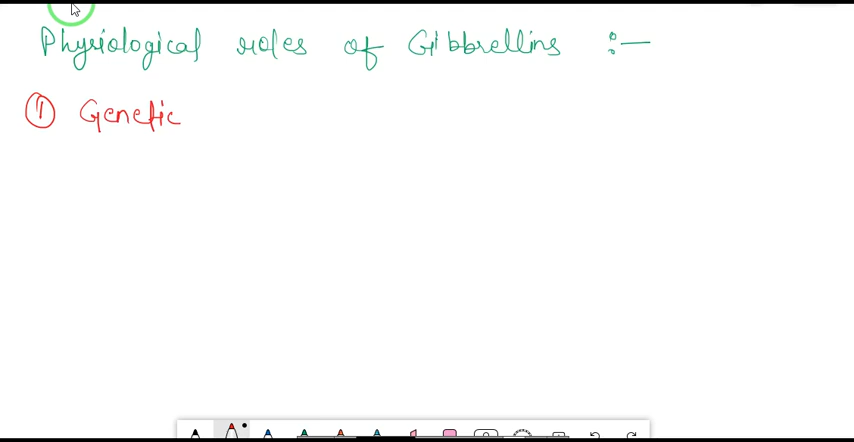 Physiological roles of Gibbrellins :-
① Genetic